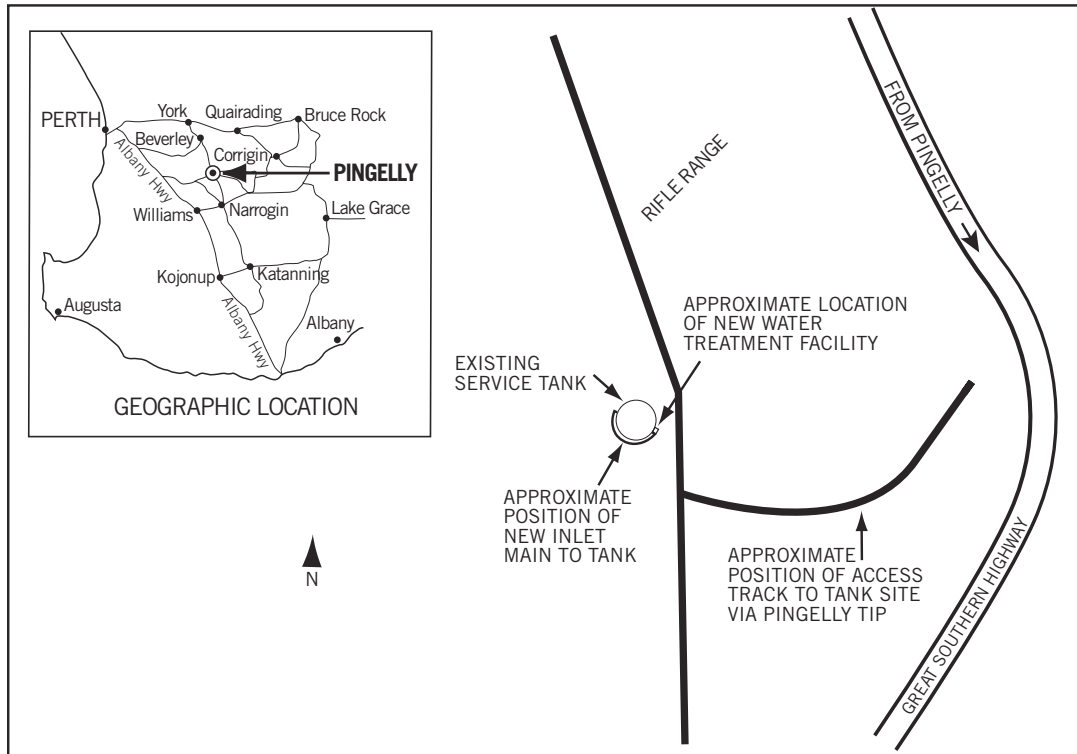 PERTH
York
Quairading
Bruce Rock
Beverley
Corrigin
Albany Hwy
PINGELLY
Williams
Narrogin
Lake Grace
Kojonup
Katanning
Augusta
Albany Hwy
Albany
GEOGRAPHIC LOCATION
N
RIFLE RANGE
FROM PINGELLY
APPROXIMATE LOCATION
OF NEW WATER
TREATMENT FACILITY
EXISTING
SERVICE TANK
APPROXIMATE
POSITION OF
NEW INLET
MAIN TO TANK
APPROXIMATE
POSITION OF ACCESS
TRACK TO TANK SITE
VIA PINGELLY TIP
GREAT SOUTHERN HIGHWAY